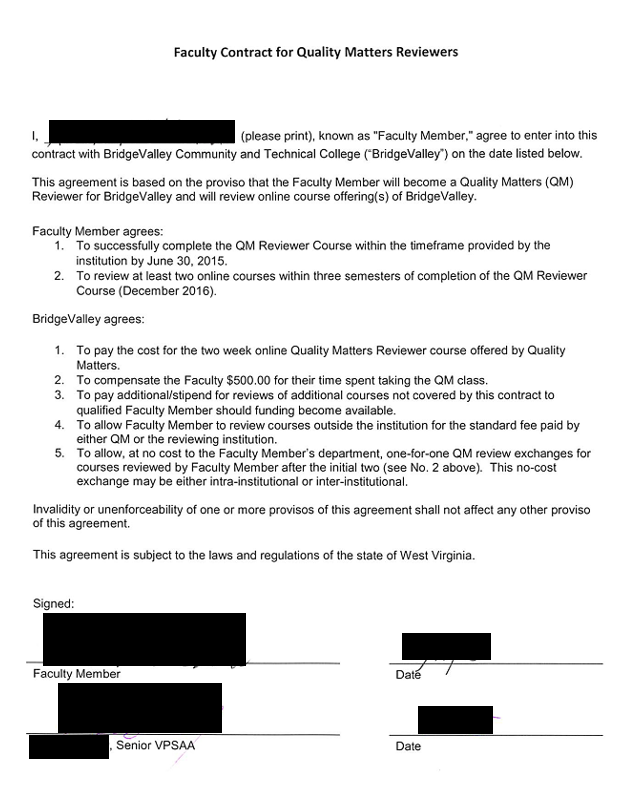 Faculty Contract for Quality Matters Reviewers
I, (please print), known as "Faculty Member," agree to enter into this
contract with BridgeValley Community and Technical College (“BridgeValley”) on the date listed below.
This agreement is based on the proviso that the Faculty Member will become a Quality Matters (QM)
Reviewer for BridgeValley and will review online course offering(s) of BridgeValley.
Faculty Member agrees:
1. To successfully complete the QM Reviewer Course within the timeframe provided by the
institution by June 30, 2015.
2. To review at least two online courses within three semesters of completion of the QM Reviewer
Course (December 2016).
BridgeValley agrees:
1. To pay the cost for the two week online Quality Matters Reviewer course offered by Quality
Matters.
2. To compensate the Faculty $500.00 for their time spent taking the QM class.
3. To pay additional/stipend for reviews of additional courses not covered by this contract to
qualified Faculty Member should funding become available.
4. To allow Faculty Member to review courses outside the institution for the standard fee paid by
either QM or the reviewing institution.
5. To allow, at no cost to the Faculty Member’s department, one-for-one QM review exchanges for
courses reviewed by Faculty Member after the initial two (see No. 2 above). This no-cost
exchange may be either intra-institutional or inter-institutional.
Invalidity or unenforceability of one or more provisos of this agreement shall not affect any other proviso
of this agreement.
This agreement is subject to the laws and regulations of the state of West Virginia.
Signed:
Faculty Member Date
, Senior VPSAA Date